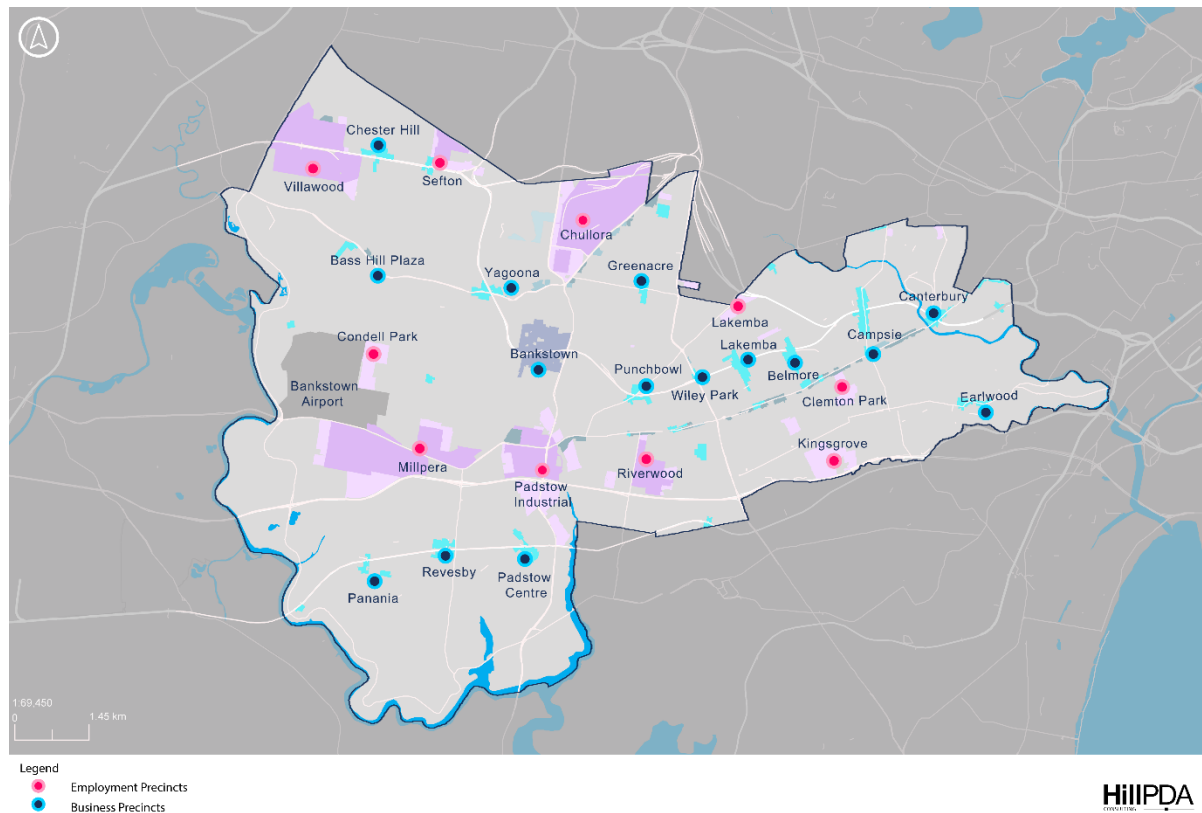 Chester Hill
Villawood
Sefton
Chullora
Bass Hill Plaza
Yagoona
Greenacre
Canterbury
Lakemba
Condell Park
Bankstown
Lakemba
Campsie
Punchbowl
Belmore
Bankstown
Airport
Wiley Park
Clemton Park
Earlwood
Millpera
Kingsgrove
Padstow
Industrial
Riverwood
Revesby
Padstow
Centre
Panania
1:69,450
0 1.45 km
Legend
Employment Precincts
Business Precincts
HillPDA
CONSULTING